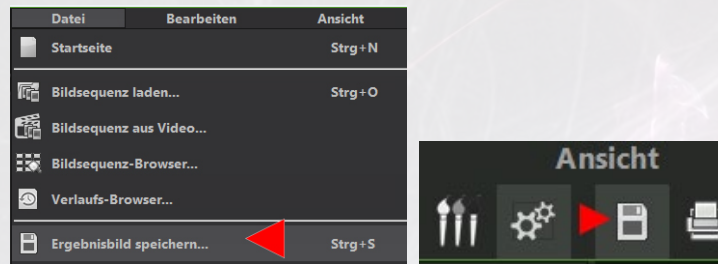 Datei Bearbeiten Ansicht
Startseite Strg+N
Bildsequenz laden... Strg+O
Bildsequenz aus Video...
Bildsequenz-Browser...
Verlaufs-Browser...
Ergebnisbild speichern... Strg+S
Ansicht